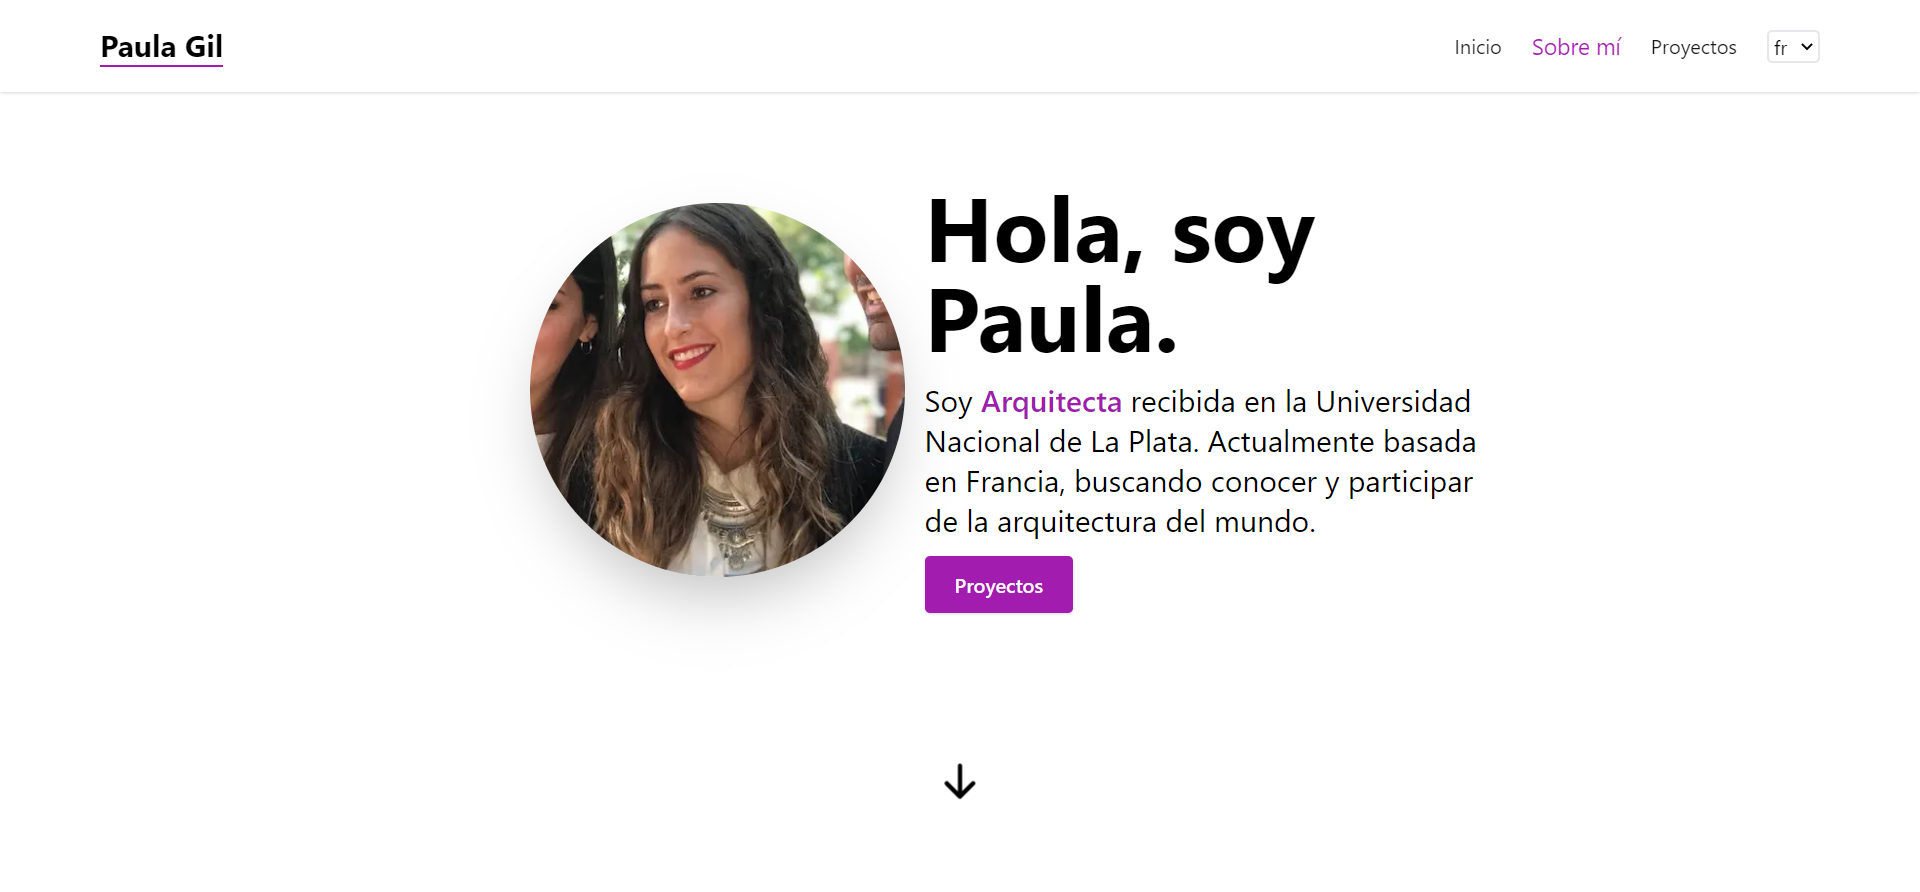 Paula Gil
Inicio
Sobre mí
Proyectos
fr
Hola, soy
Paula.
Soy Arquitecta recibida en la Universidad
Nacional de La Plata. Actualmente basada
en Francia, buscando conocer y participar
de la arquitectura del mundo.
Proyectos